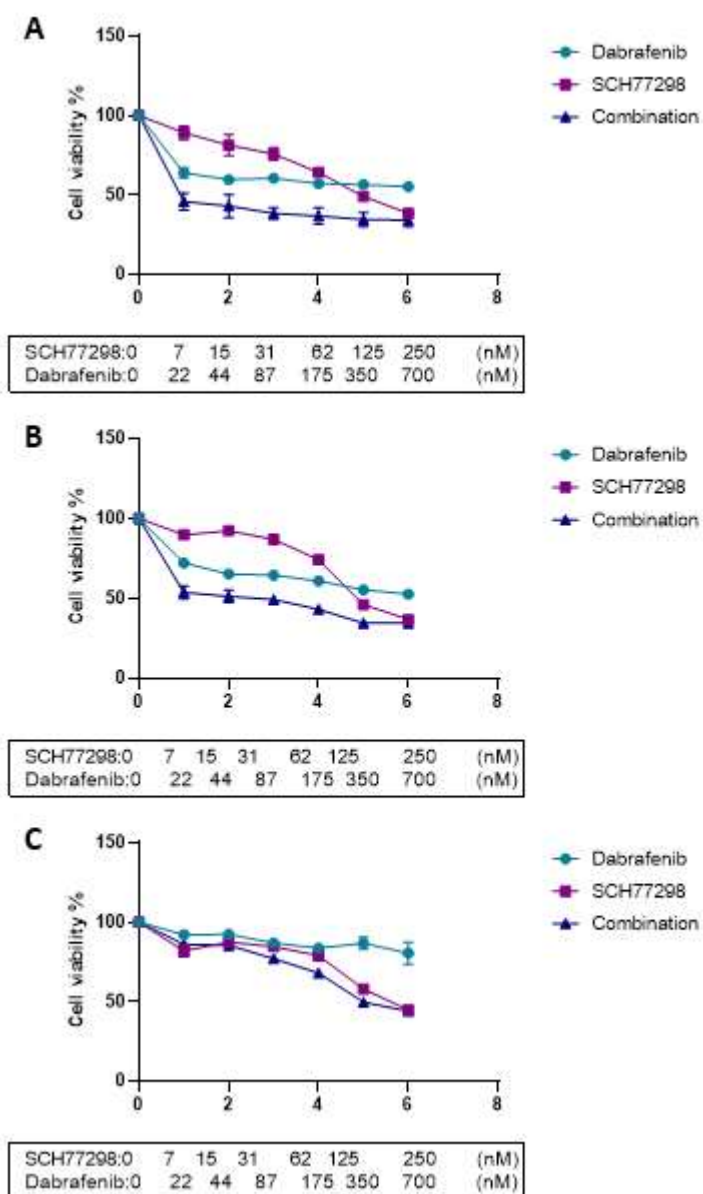 A
150
100
50
0
Cell viability %
0 2 4 6 8
Dabrafenib
SCH77298
Combination
SCH77298:0 7 15 31 62 125 250 (nM)
Dabrafenib:0 22 44 87 175 350 700 (nM)
B
150
100
50
0
Cell viability %
0 2 4 6 8
Dabrafenib
SCH77298
Combination
SCH77298:0 7 15 31 62 125 250 (nM)
Dabrafenib:0 22 44 87 175 350 700 (nM)
C
150
100
50
0
Cell viability %
0 2 4 6 8
Dabrafenib
SCH77298
Combination
SCH77298:0 7 15 31 62 125 250 (nM)
Dabrafenib:0 22 44 87 175 350 700 (nM)